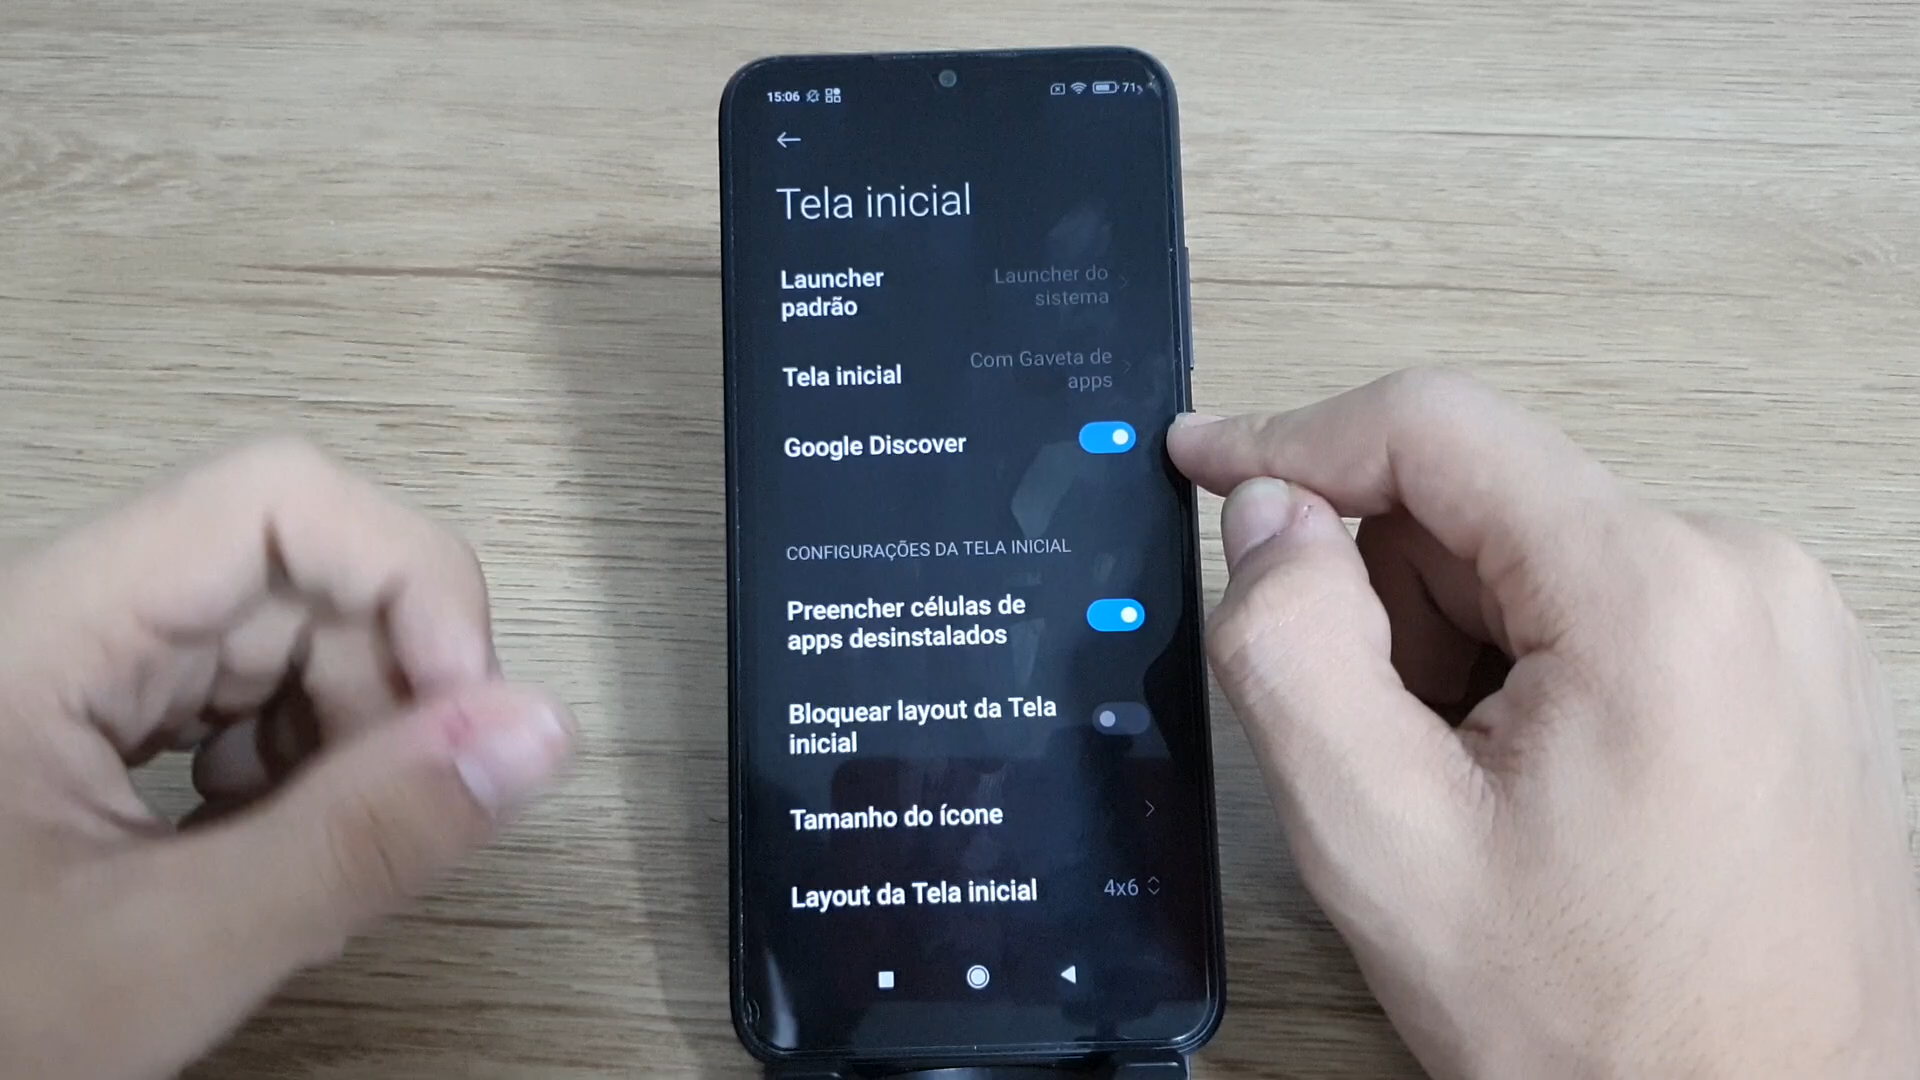 15:06 71
Tela inicial
Launcher padrão
Launcher do sistema
Tela inicial
Com Gaveta de apps
Google Discover
CONFIGURAÇÕES DA TELA INICIAL
Preencher células de
apps desinstalados
Bloquear layout da Tela
inicial
Tamanho do ícone
Layout da Tela inicial 4x6